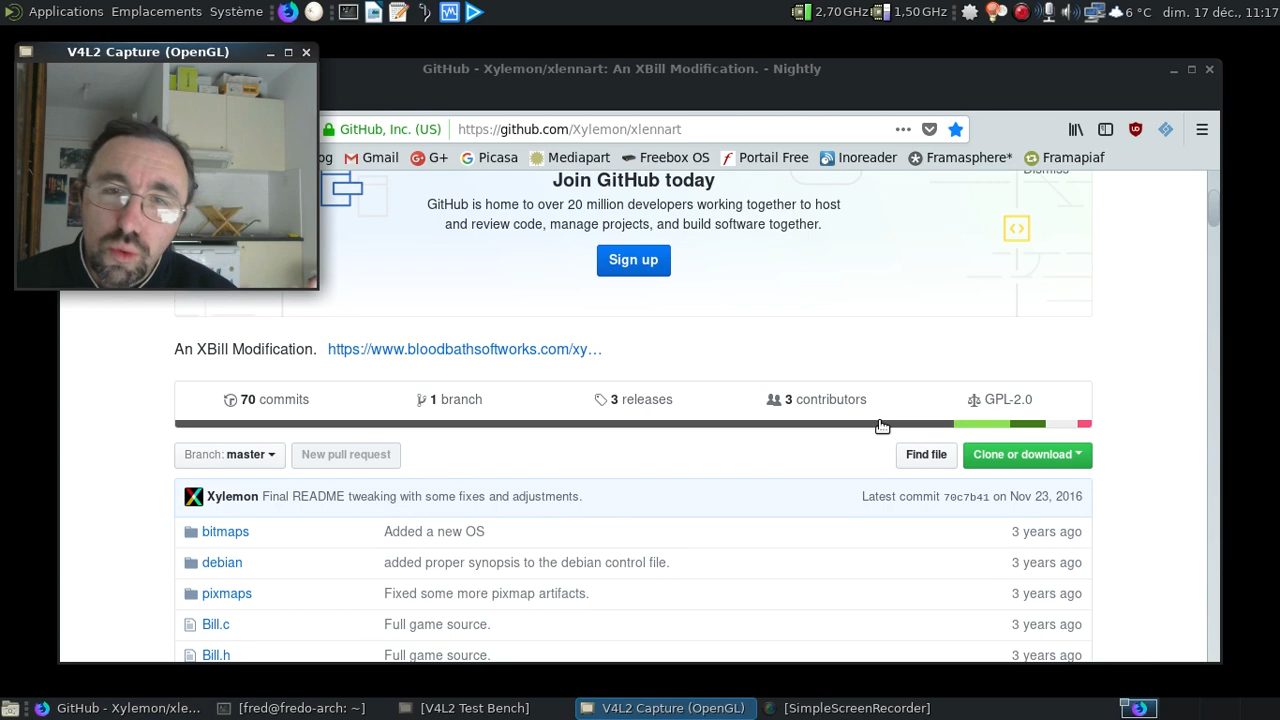 Applications Emplacements Système 2,70 GHz 1,50 GHz 6 °C dim. 17 déc., 11:17
V4L2 Capture (OpenGL)
GitHub - Xylemon/xlennart: An XBill Modification. - Nightly
GitHub, Inc. (US) https://github.com/Xylemon/xlennart
og Gmail G+ Picasa Mediapart Freebox OS Portail Free Inoreader Framasphere* Framapiaf
Dismiss
Join GitHub today
GitHub is home to over 20 million developers working together to host
and review code, manage projects, and build software together.
Sign up
An XBill Modification. https://www.bloodbathsoftworks.com/xy…
70 commits 1 branch 3 releases 3 contributors GPL-2.0
Branch: master New pull request Find file Clone or download
Xylemon Final README tweaking with some fixes and adjustments. Latest commit 70c7b41 on Nov 23, 2016
bitmaps Added a new OS 3 years ago
debian added proper synopsis to the debian control file. 3 years ago
pixmaps Fixed some more pixmap artifacts. 3 years ago
Bill.c Full game source. 3 years ago
Bill.h Full game source. 3 years ago
GitHub - Xylemon/xle... [fred@fredo-arch: ~] [V4L2 Test Bench] V4L2 Capture (OpenGL) [SimpleScreenRecorder]